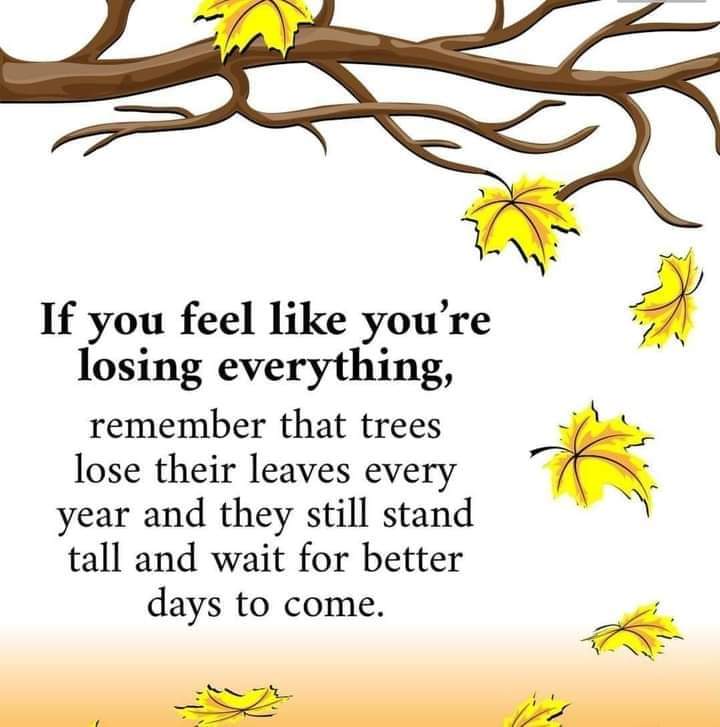 If you feel like you’re
losing everything,
remember that trees
lose their leaves every
year and they still stand
tall and wait for better
days to come.